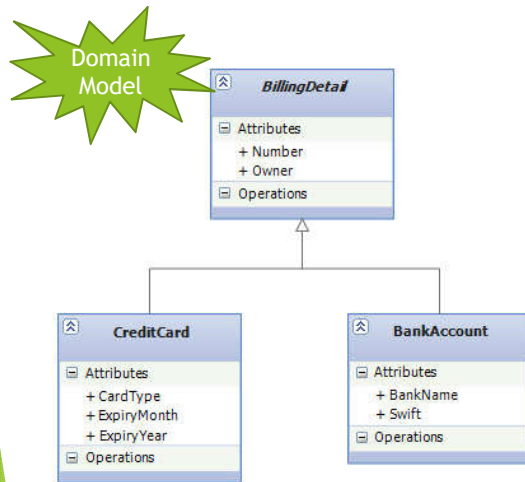 Domain
Model
BillingDetail
Attributes
+ Number
+ Owner
Operations
CreditCard
Attributes
+ CardType
+ ExpiryMonth
+ ExpiryYear
Operations
BankAccount
Attributes
+ BankName
+ Swift
Operations